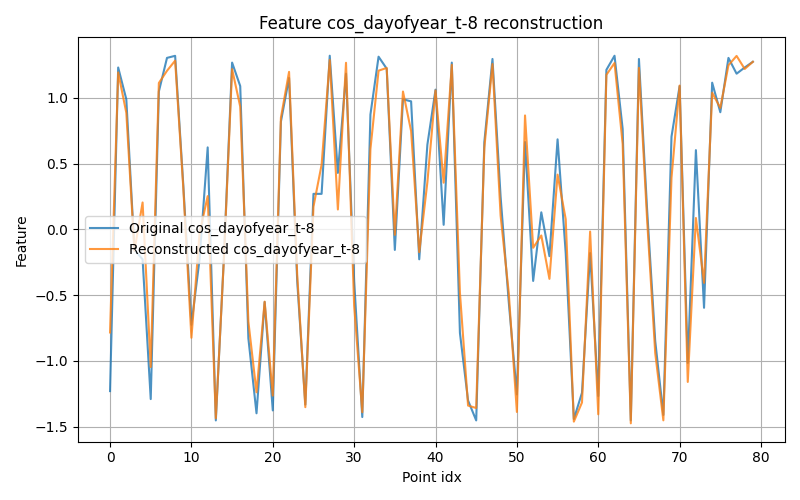 Feature cos_dayofyear_t-8 reconstruction
Feature
1.0
0.5
0.0
−0.5
−1.0
−1.5
Original cos_dayofyear_t-8
Reconstructed cos_dayofyear_t-8
0 10 20 30 40 50 60 70 80
Point idx